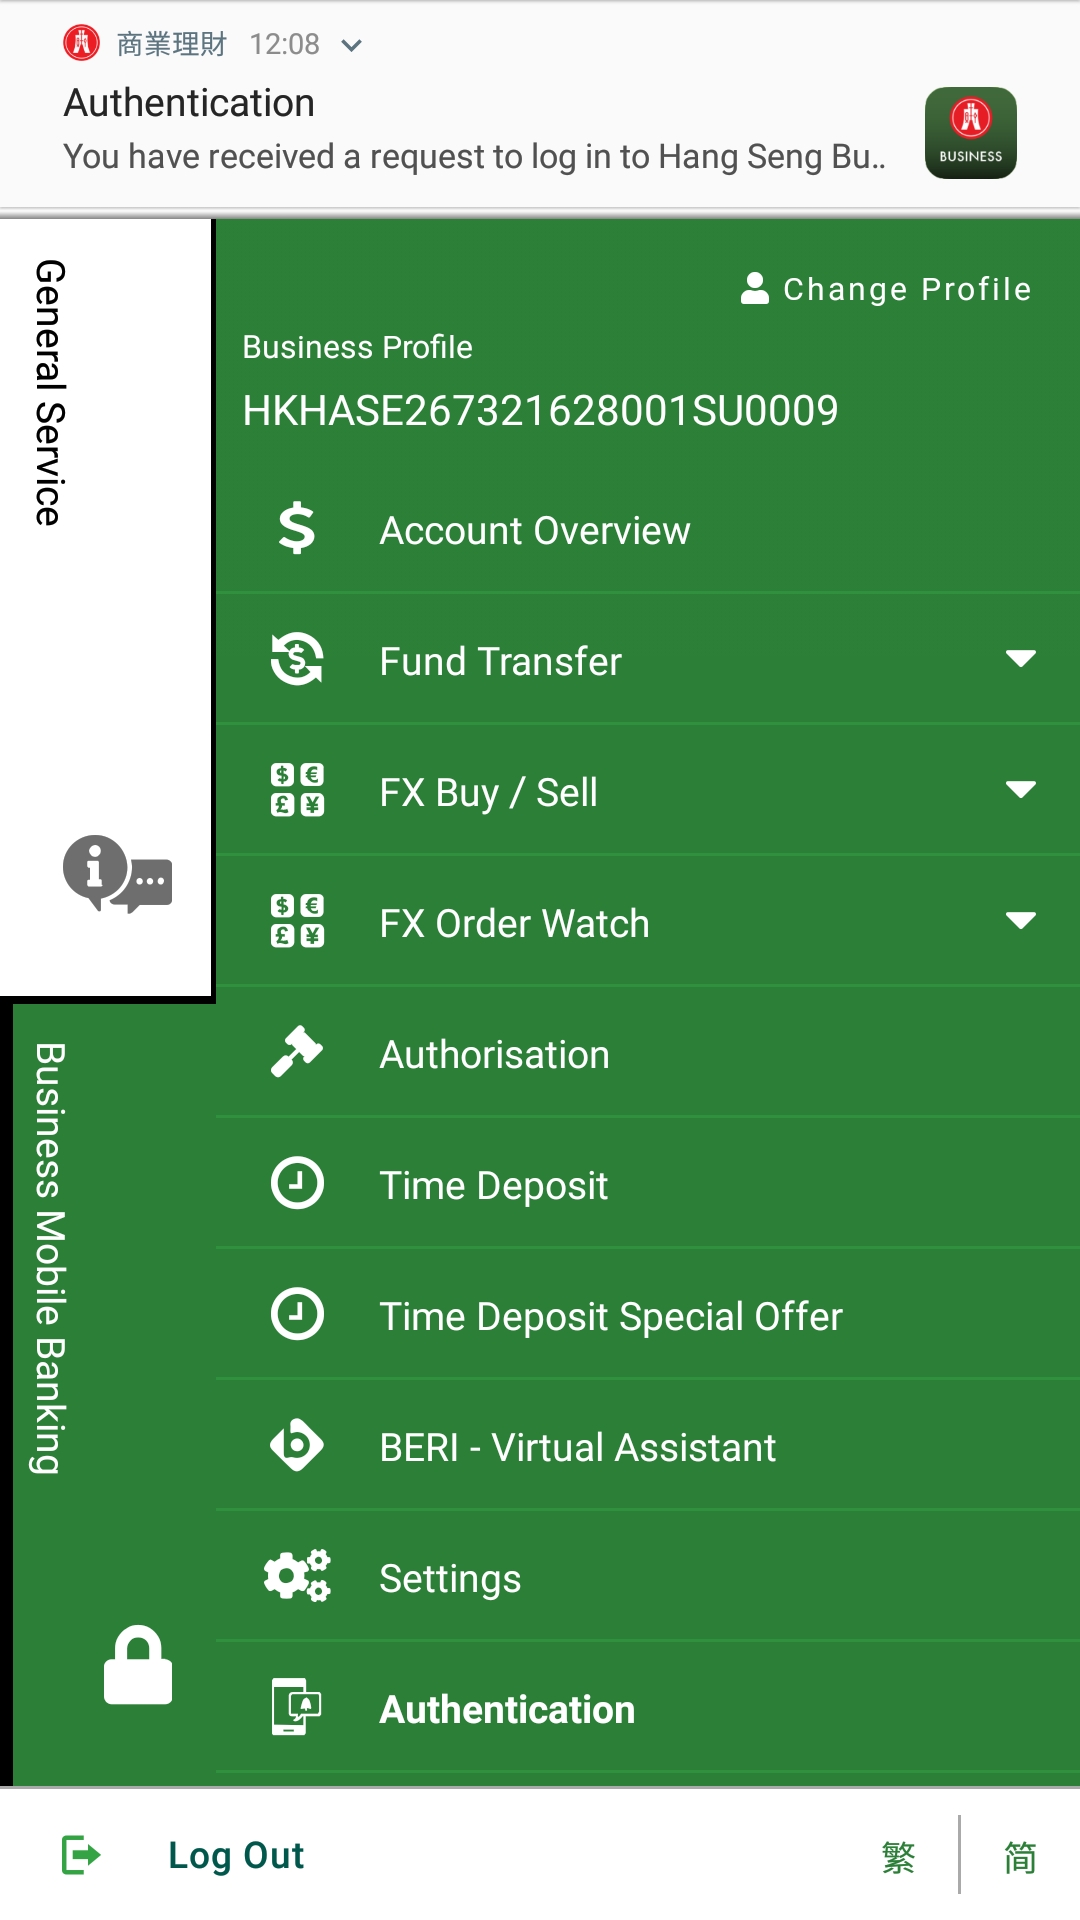 商業理財 12:08
Authentication
You have received a request to log in to Hang Seng Bu..
BUSINESS
General Service
Change Profile
Business Profile
HKHASE267321628001SU0009
Account Overview
Fund Transfer
FX Buy / Sell
FX Order Watch
Authorisation
Time Deposit
Time Deposit Special Offer
BERI - Virtual Assistant
Settings
Authentication
Business Mobile Banking
Log Out
繁 | 简